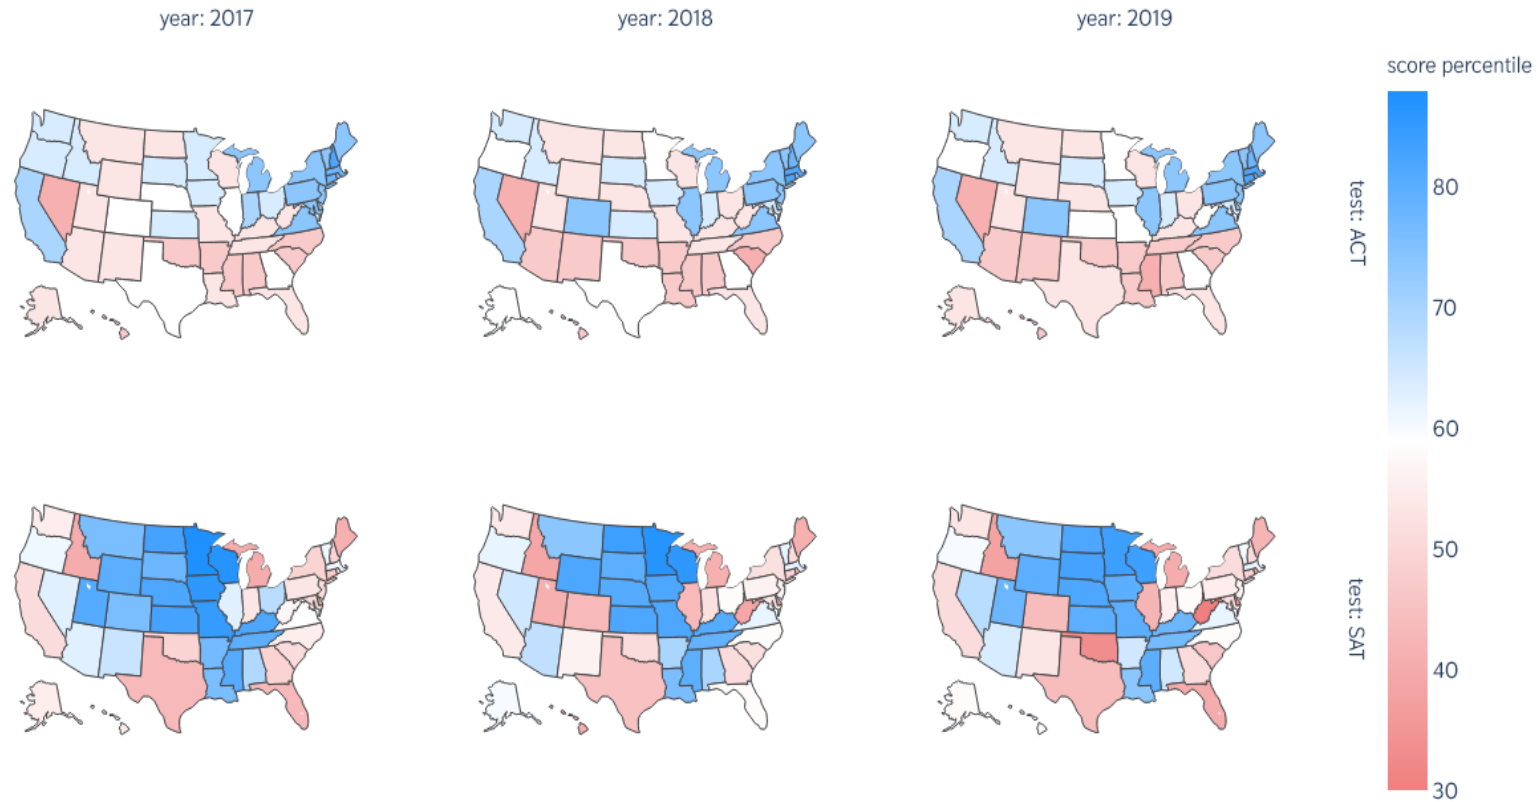 year: 2017
year: 2018
year: 2019
score percentile
80
70
60
50
40
30
test: ACT
test: SAT